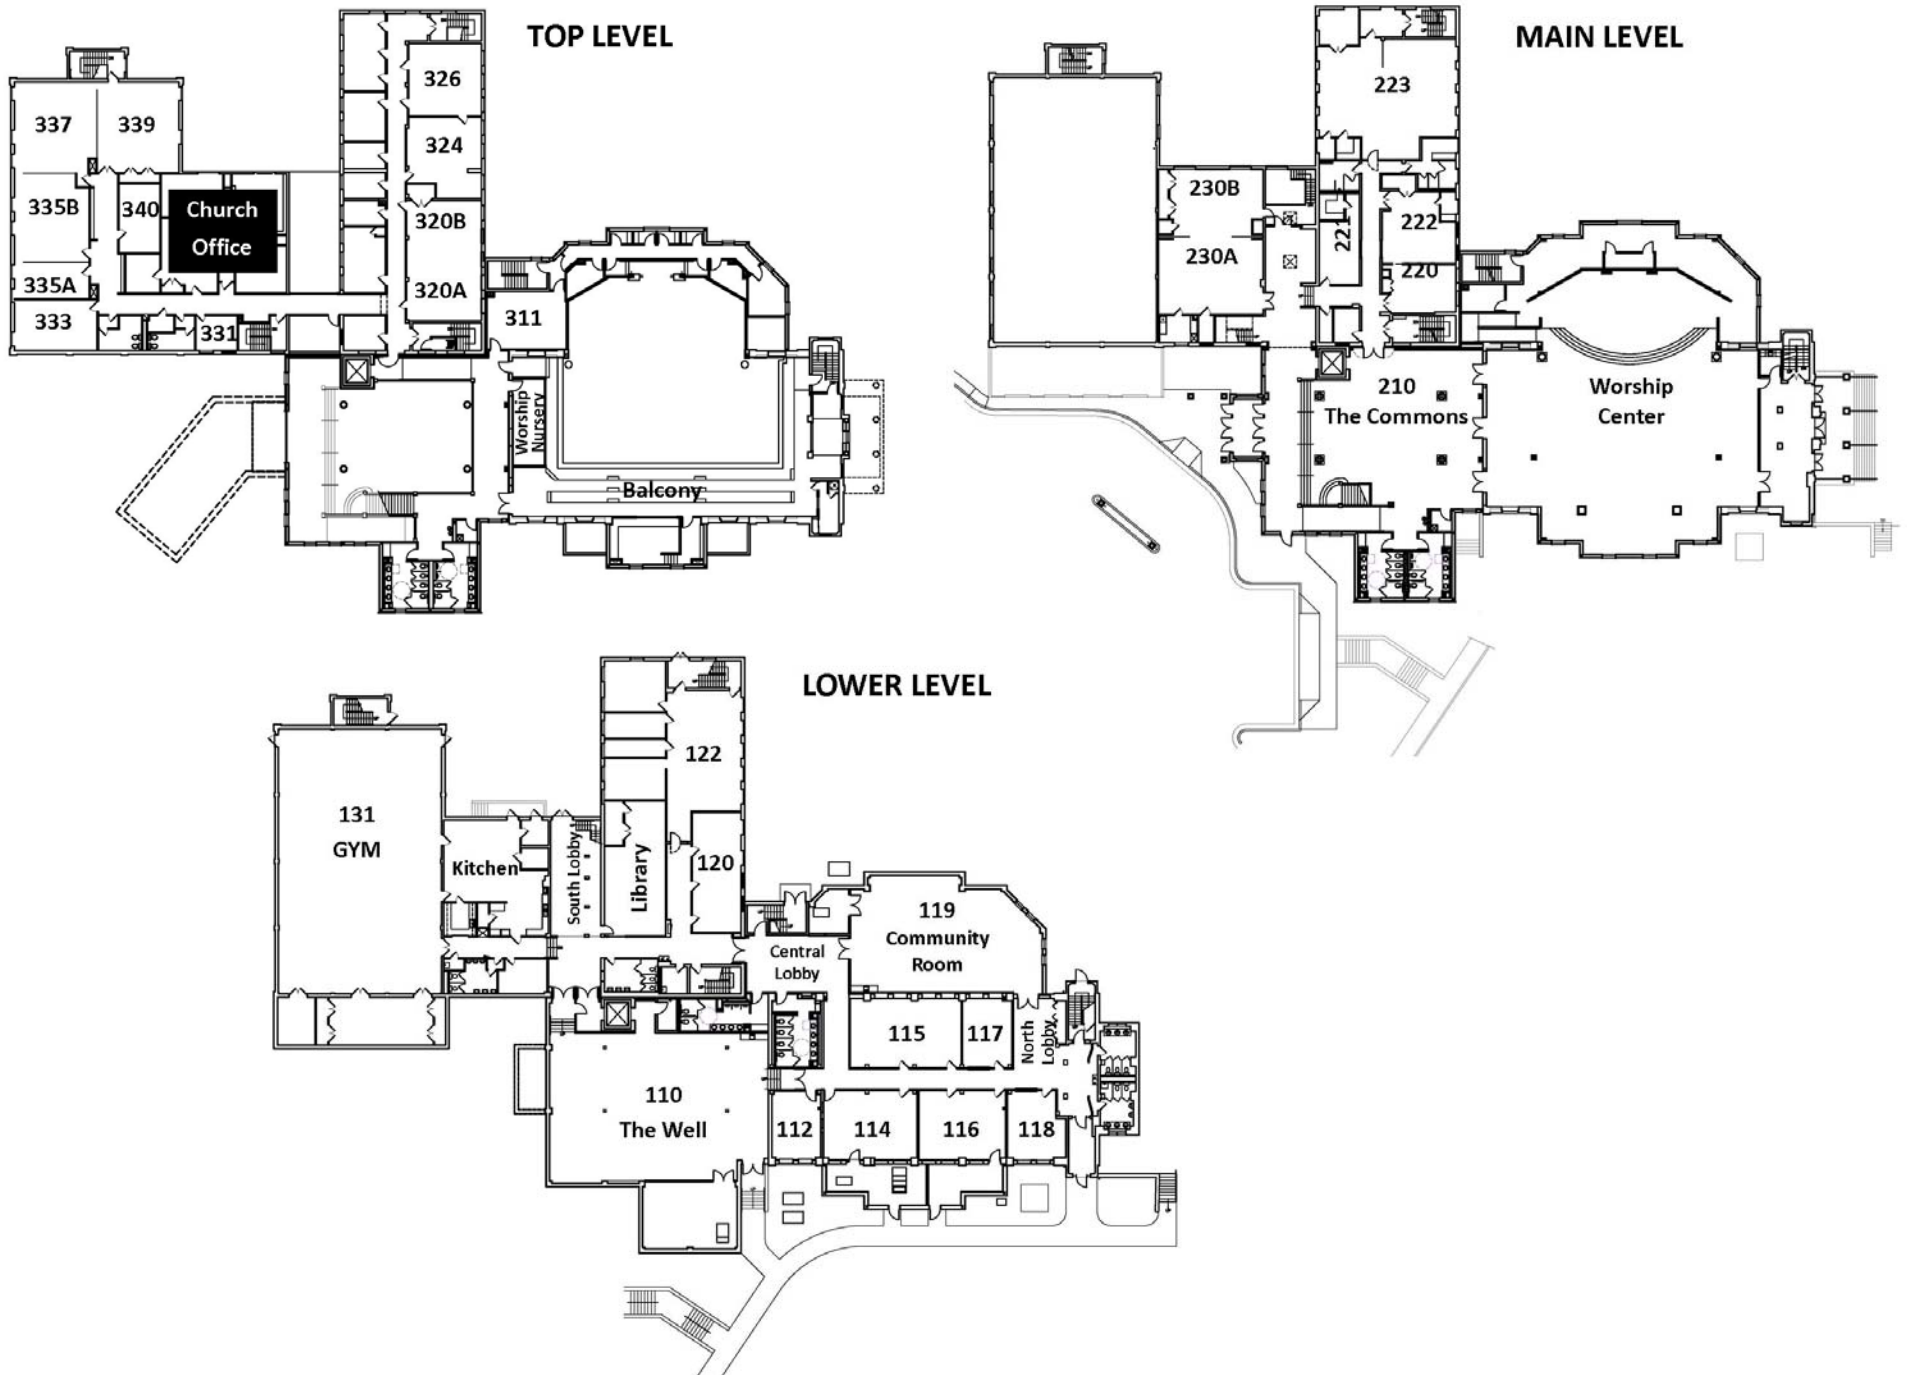 TOP LEVEL
326
337
339
324
335B
340
Church
Office
320B
335A
320A
333
331
311
Worship
Nursery
Balcony
MAIN LEVEL
223
230B
222
221
230A
220
210
The Commons
Worship
Center
LOWER LEVEL
122
131
GYM
Kitchen
South Lobby
Library
120
119
Community
Room
Central
Lobby
115
117
North
Lobby
110
The Well
112
114
116
118